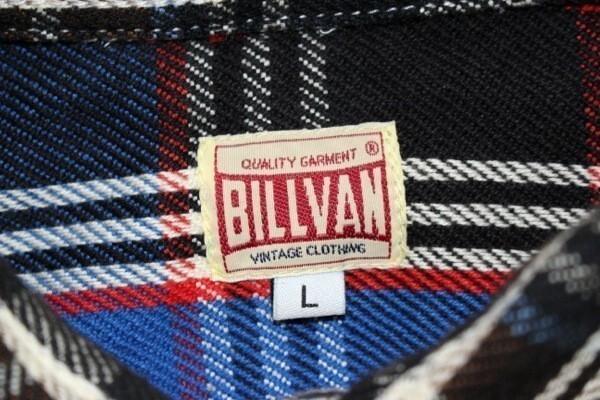 QUALITY GARMENT ®
BILLVAN
VINTAGE CLOTHING
L